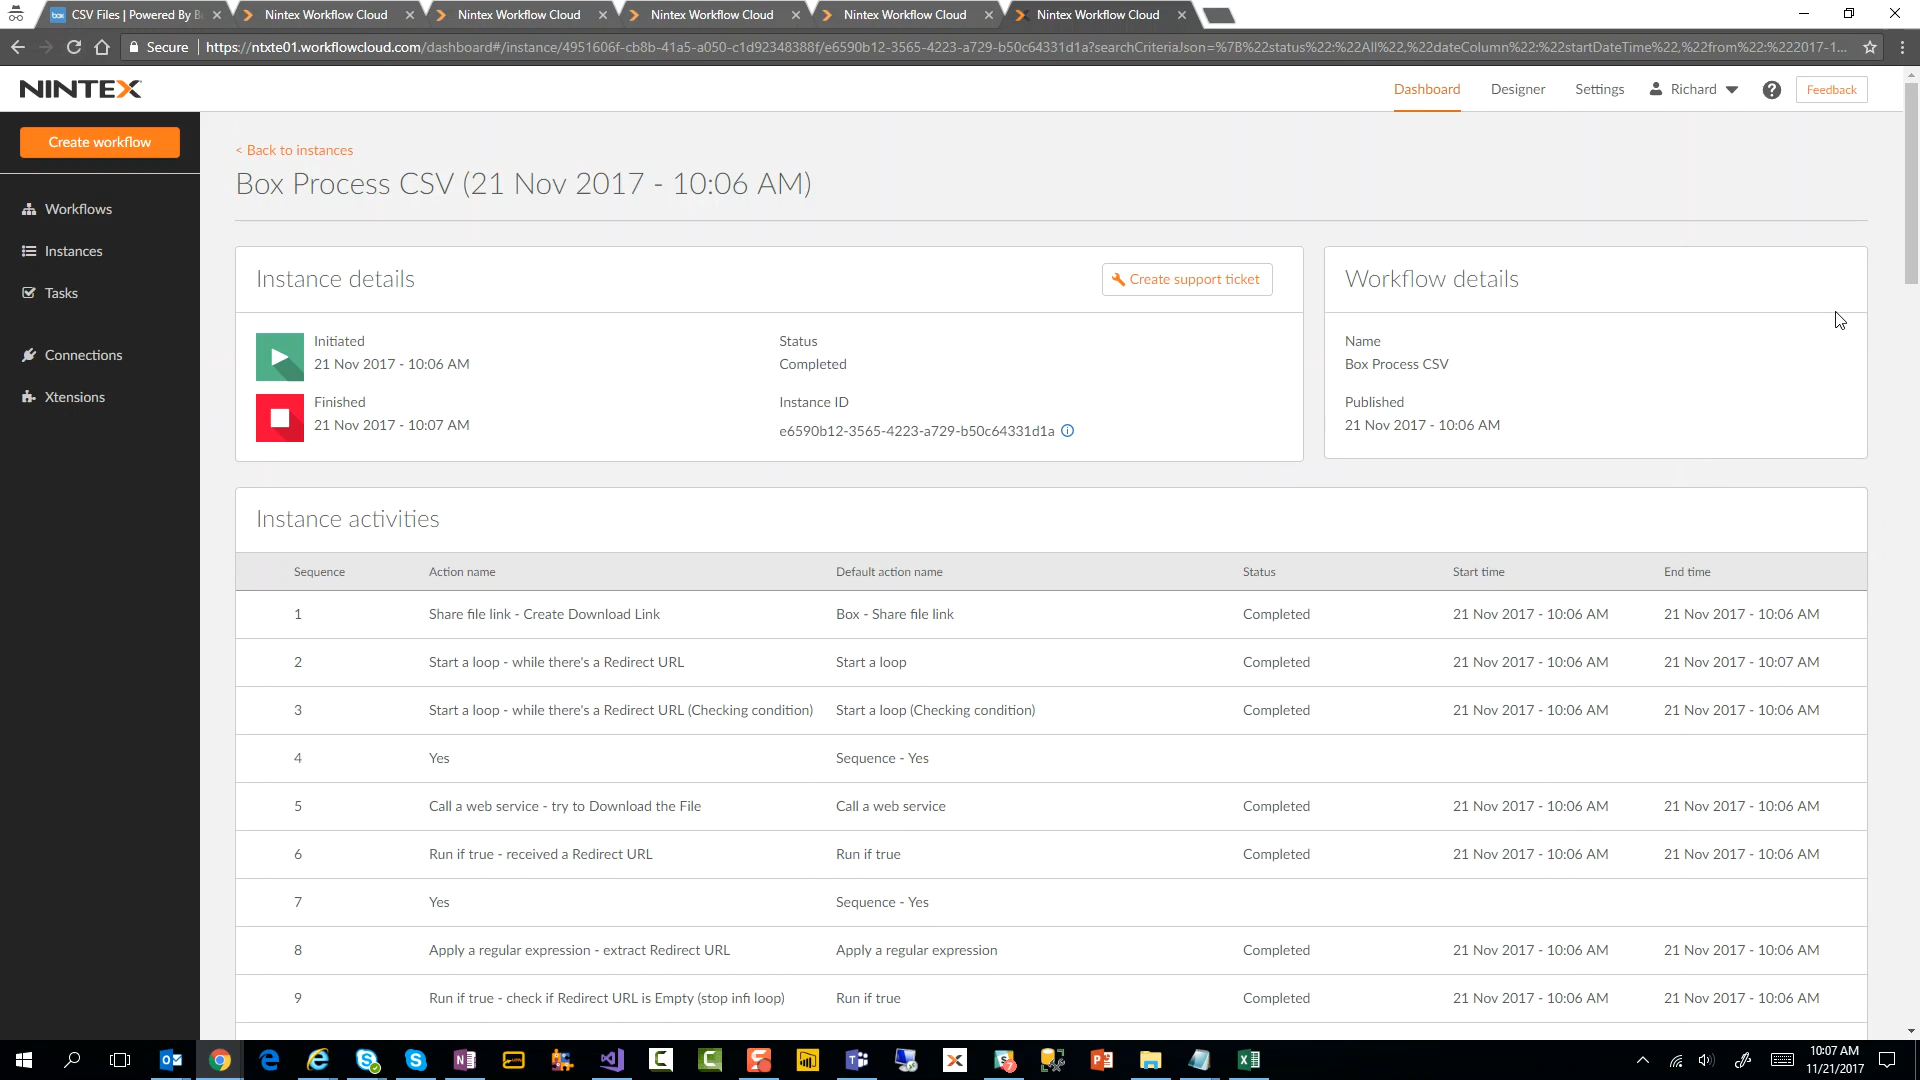 CSV Files | Powered By B
Nintex Workflow Cloud
Nintex Workflow Cloud
Nintex Workflow Cloud
Nintex Workflow Cloud
Nintex Workflow Cloud
Secure
https://ntxte01.workflowcloud.com/dashboard#/instance/4951606f-cb8b-41a5-a050-c1d92348388f/e6590b12-3565-4223-a729-b50c64331d1a?searchCriteriaJson=%7B%22status%22:%22All%22,%22dateColumn%22:%22startDateTime%22,%22from%22:%222017-1...
NINTEX
Dashboard
Designer
Settings
Richard
Feedback
Create workflow
Workflows
Instances
Tasks
Connections
Xtensions
< Back to instances
Box Process CSV (21 Nov 2017 - 10:06 AM)
Instance details
Create support ticket
Initiated
21 Nov 2017 - 10:06 AM
Finished
21 Nov 2017 - 10:07 AM
Status
Completed
Instance ID
e6590b12-3565-4223-a729-b50c64331d1a
Workflow details
Name
Box Process CSV
Published
21 Nov 2017 - 10:06 AM
Instance activities
Sequence Action name Default action name Status Start time End time
1 Share file link - Create Download Link Box - Share file link Completed 21 Nov 2017 - 10:06 AM 21 Nov 2017 - 10:06 AM
2 Start a loop - while there's a Redirect URL Start a loop Completed 21 Nov 2017 - 10:06 AM 21 Nov 2017 - 10:07 AM
3 Start a loop - while there's a Redirect URL (Checking condition) Start a loop (Checking condition) Completed 21 Nov 2017 - 10:06 AM 21 Nov 2017 - 10:06 AM
4 Yes Sequence - Yes
5 Call a web service - try to Download the File Call a web service Completed 21 Nov 2017 - 10:06 AM 21 Nov 2017 - 10:06 AM
6 Run if true - received a Redirect URL Run if true Completed 21 Nov 2017 - 10:06 AM 21 Nov 2017 - 10:06 AM
7 Yes Sequence - Yes
8 Apply a regular expression - extract Redirect URL Apply a regular expression Completed 21 Nov 2017 - 10:06 AM 21 Nov 2017 - 10:06 AM
9 Run if true - check if Redirect URL is Empty (stop infi loop) Run if true Completed 21 Nov 2017 - 10:06 AM 21 Nov 2017 - 10:06 AM
10:07 AM
11/21/2017